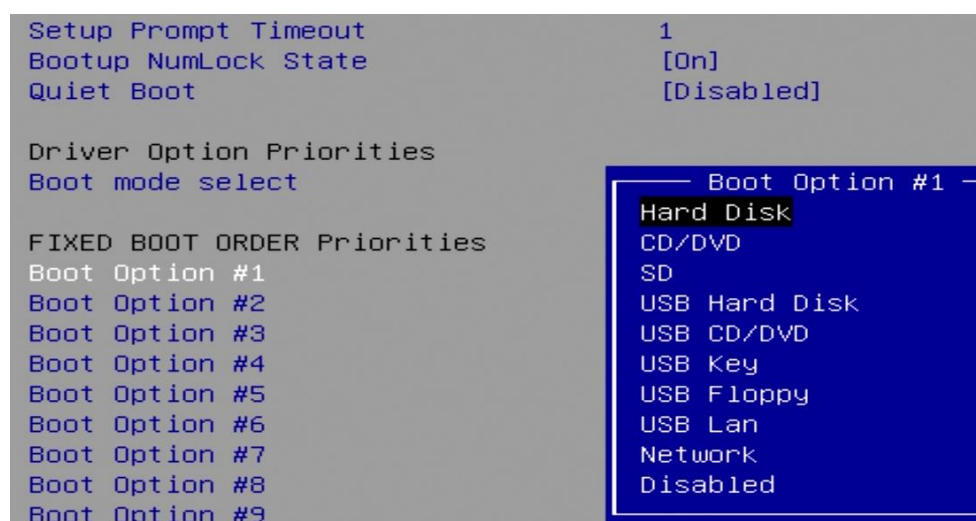 Setup Prompt Timeout 1
Bootup NumLock State [On]
Quiet Boot [Disabled]
Driver Option Priorities
Boot mode select
FIXED BOOT ORDER Priorities
Boot Option #1
Boot Option #2
Boot Option #3
Boot Option #4
Boot Option #5
Boot Option #6
Boot Option #7
Boot Option #8
Boot Option #9
Boot Option #1
Hard Disk
CD/DVD
SD
USB Hard Disk
USB CD/DVD
USB Key
USB Floppy
USB Lan
Network
Disabled